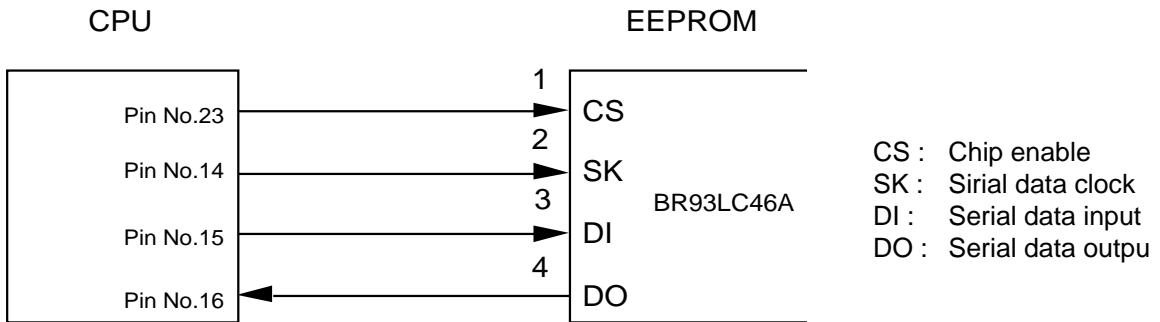 CPU
EEPROM
Pin No.23
1
CS
Pin No.14
2
SK
Pin No.15
3
DI
Pin No.16
4
DO
BR93LC46A
CS : Chip enable
SK : Sirial data clock
DI : Serial data input
DO : Serial data outpu